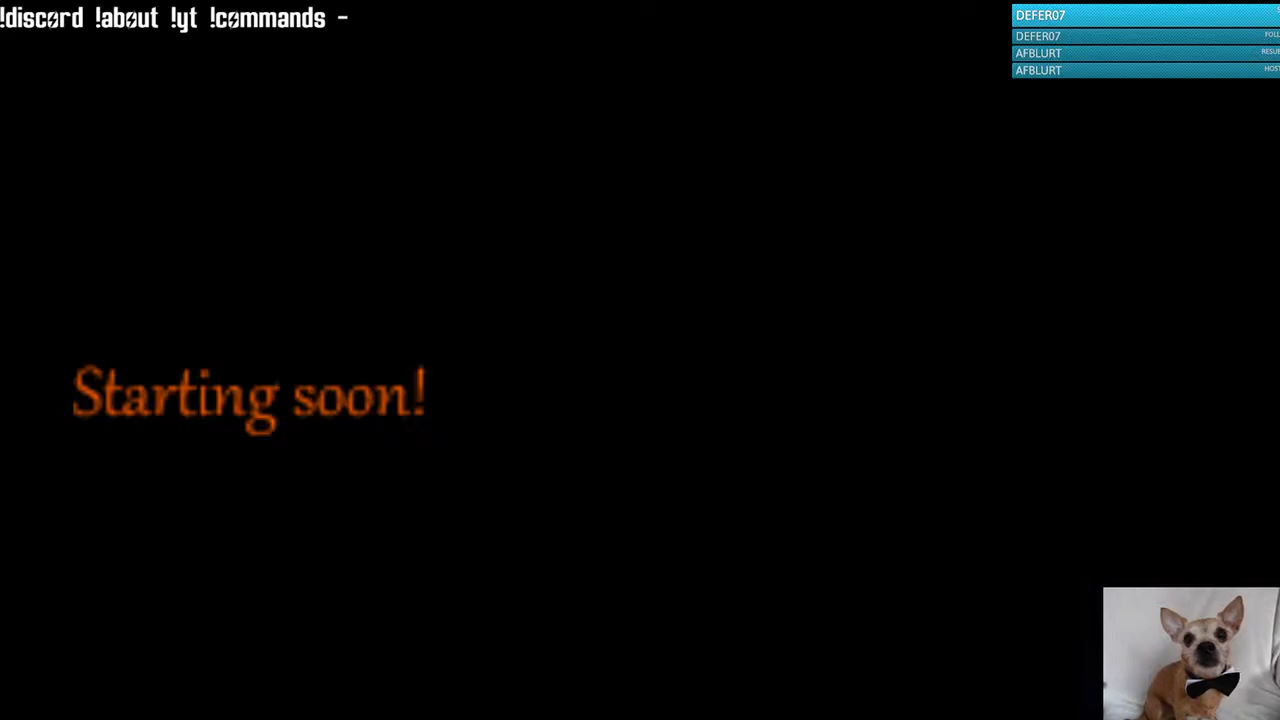 !discord !about !yt !commands -
DEFER07
DEFER07
AFBLURT
AFBLURT
Starting soon!